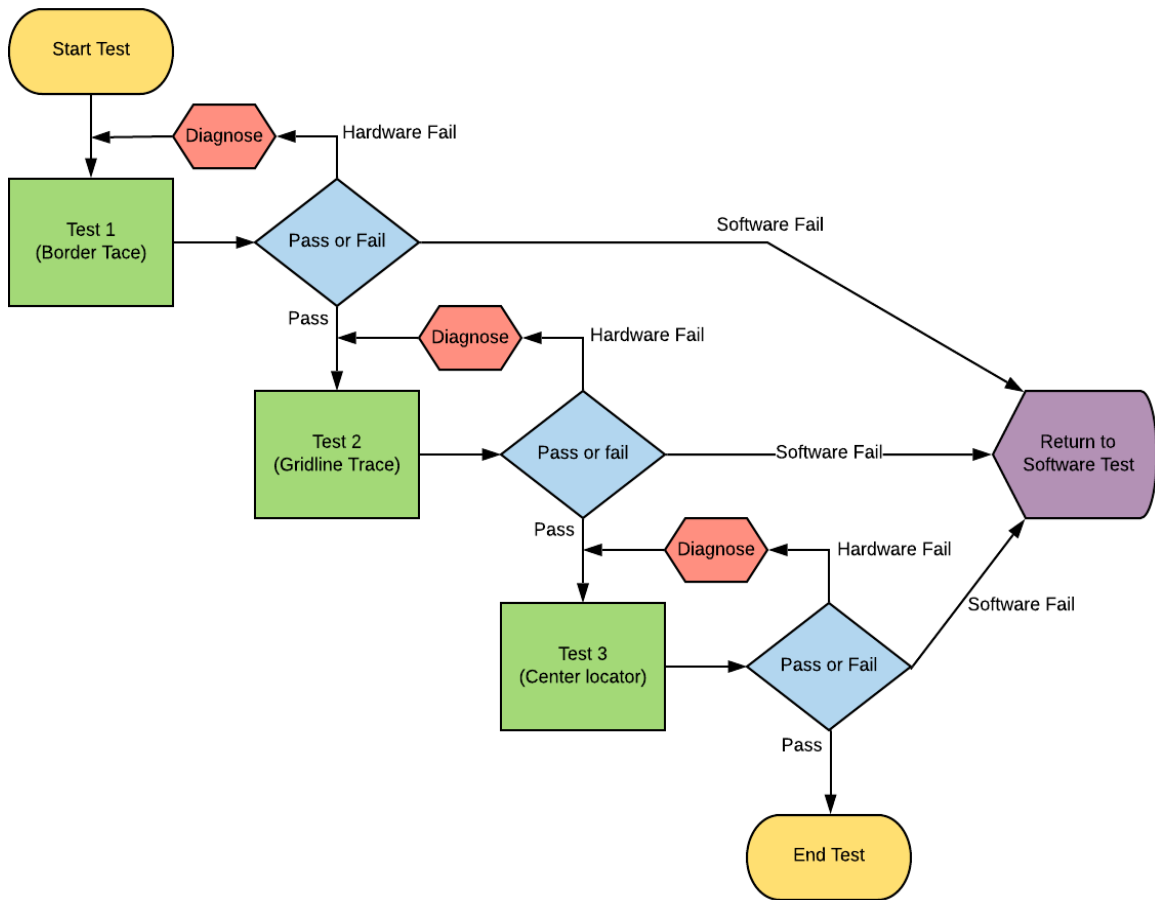 Start Test
Diagnose
Hardware Fail
Test 1
(Border Tace)
Pass or Fail
Software Fail
Pass
Diagnose
Hardware Fail
Test 2
(Gridline Trace)
Pass or fail
Software Fail
Return to
Software Test
Pass
Diagnose
Hardware Fail
Software Fail
Test 3
(Center locator)
Pass or Fail
Pass
End Test